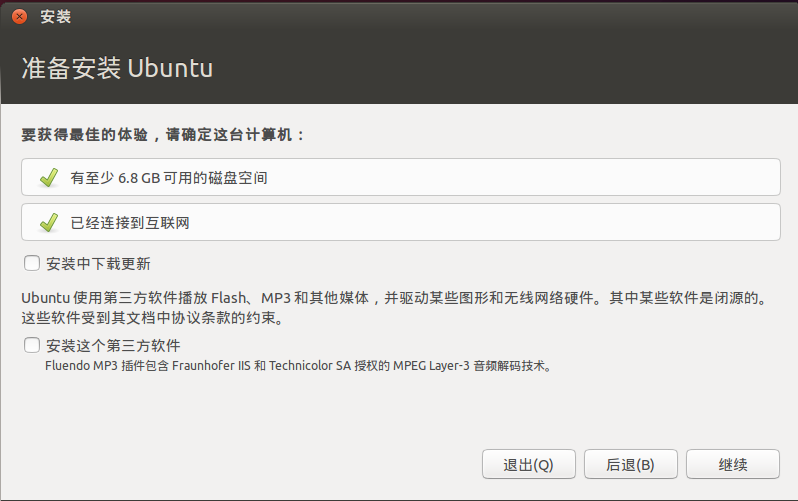 安装
准备安装 Ubuntu
要获得最佳的体验，请确定这台计算机：
有至少 6.8 GB 可用的磁盘空间
已经连接到互联网
安装中下载更新
Ubuntu 使用第三方软件播放 Flash、MP3 和其他媒体，并驱动某些图形和无线网络硬件。其中某些软件是闭源的。
这些软件受到其文档中协议条款的约束。
安装这个第三方软件
Fluendo MP3 插件包含 Fraunhofer IIS 和 Technicolor SA 授权的 MPEG Layer-3 音频解码技术。
退出(Q) 后退(B) 继续